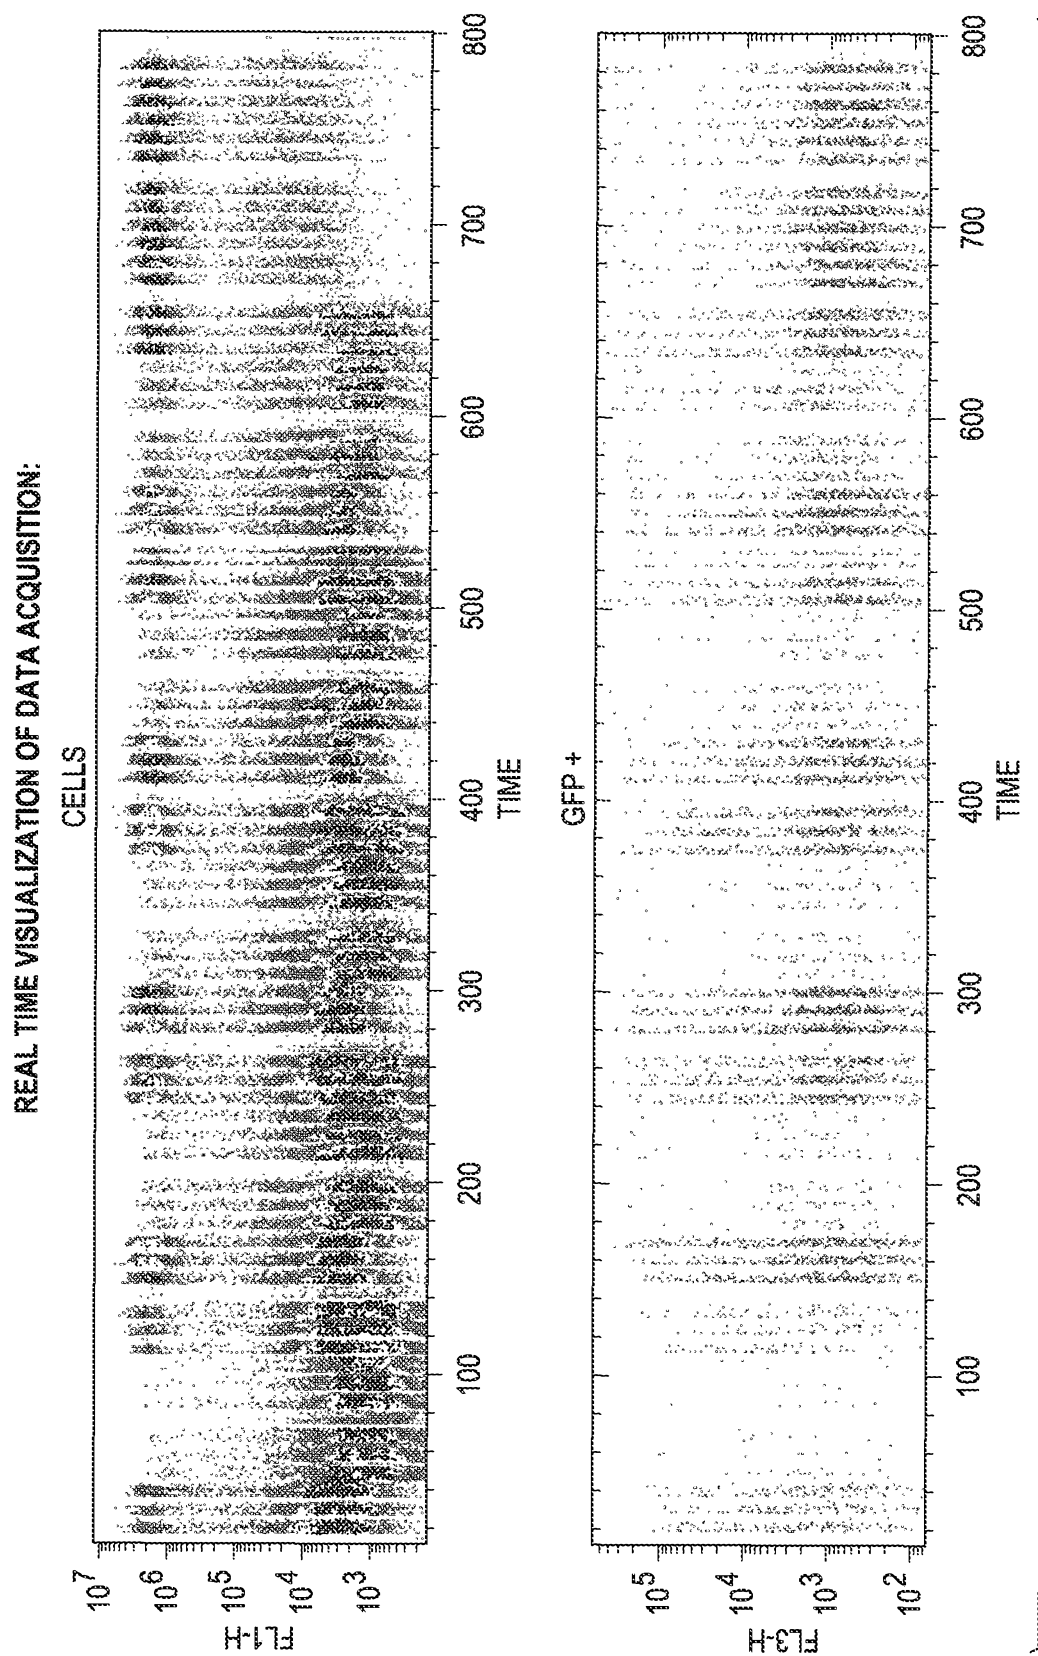 REAL TIME VISUALIZATION OF DATA ACQUISITION:
CELLS
FL1-H
10⁷
10⁶
10⁵
10⁴
10³
100 200 300 400 500 600 700 800
TIME
GFP +
FL3-H
10⁵
10⁴
10³
10²
100 200 300 400 500 600 700 800
TIME